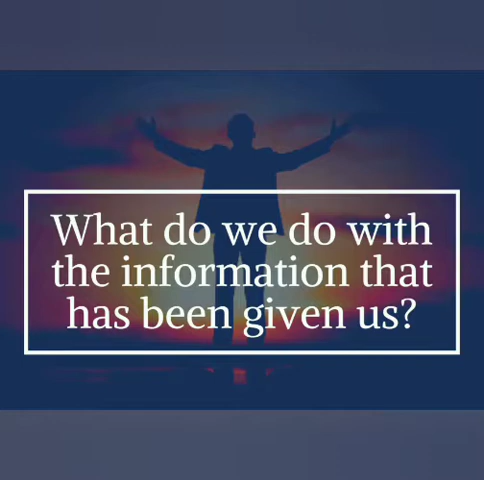 What do we do with
the information that
has been given us?